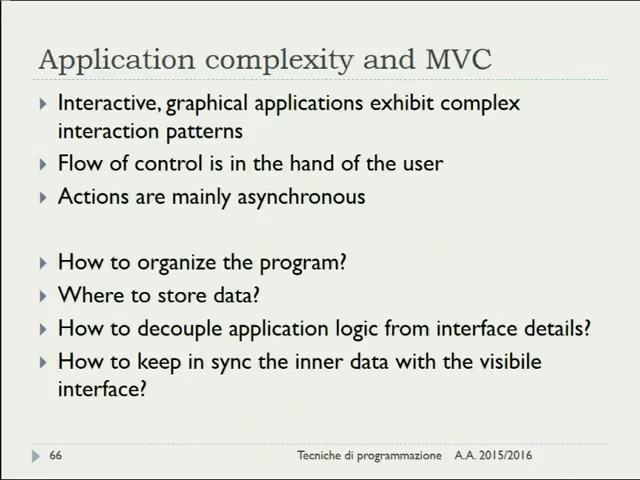 Application complexity and MVC
Interactive, graphical applications exhibit complex
interaction patterns
Flow of control is in the hand of the user
Actions are mainly asynchronous
How to organize the program?
Where to store data?
How to decouple application logic from interface details?
How to keep in sync the inner data with the visibile
interface?
66
Tecniche di programmazione A.A. 2015/2016